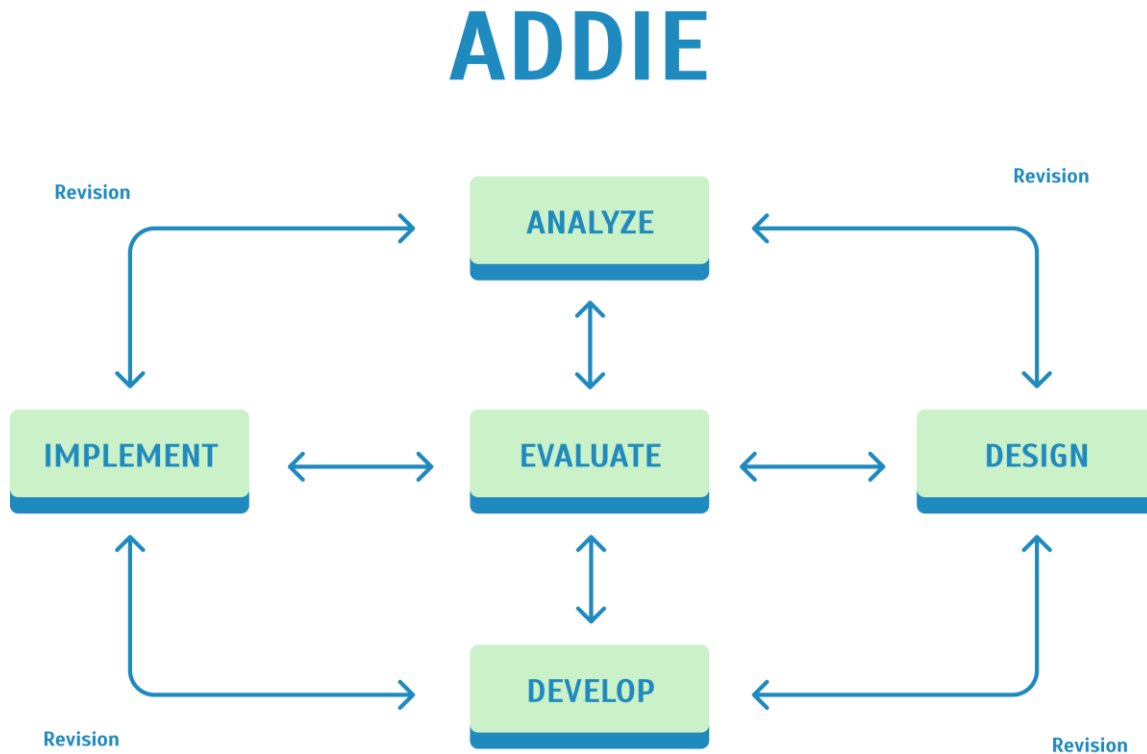 ADDIE
Revision
Revision
ANALYZE
IMPLEMENT
EVALUATE
DESIGN
DEVELOP
Revision
Revision